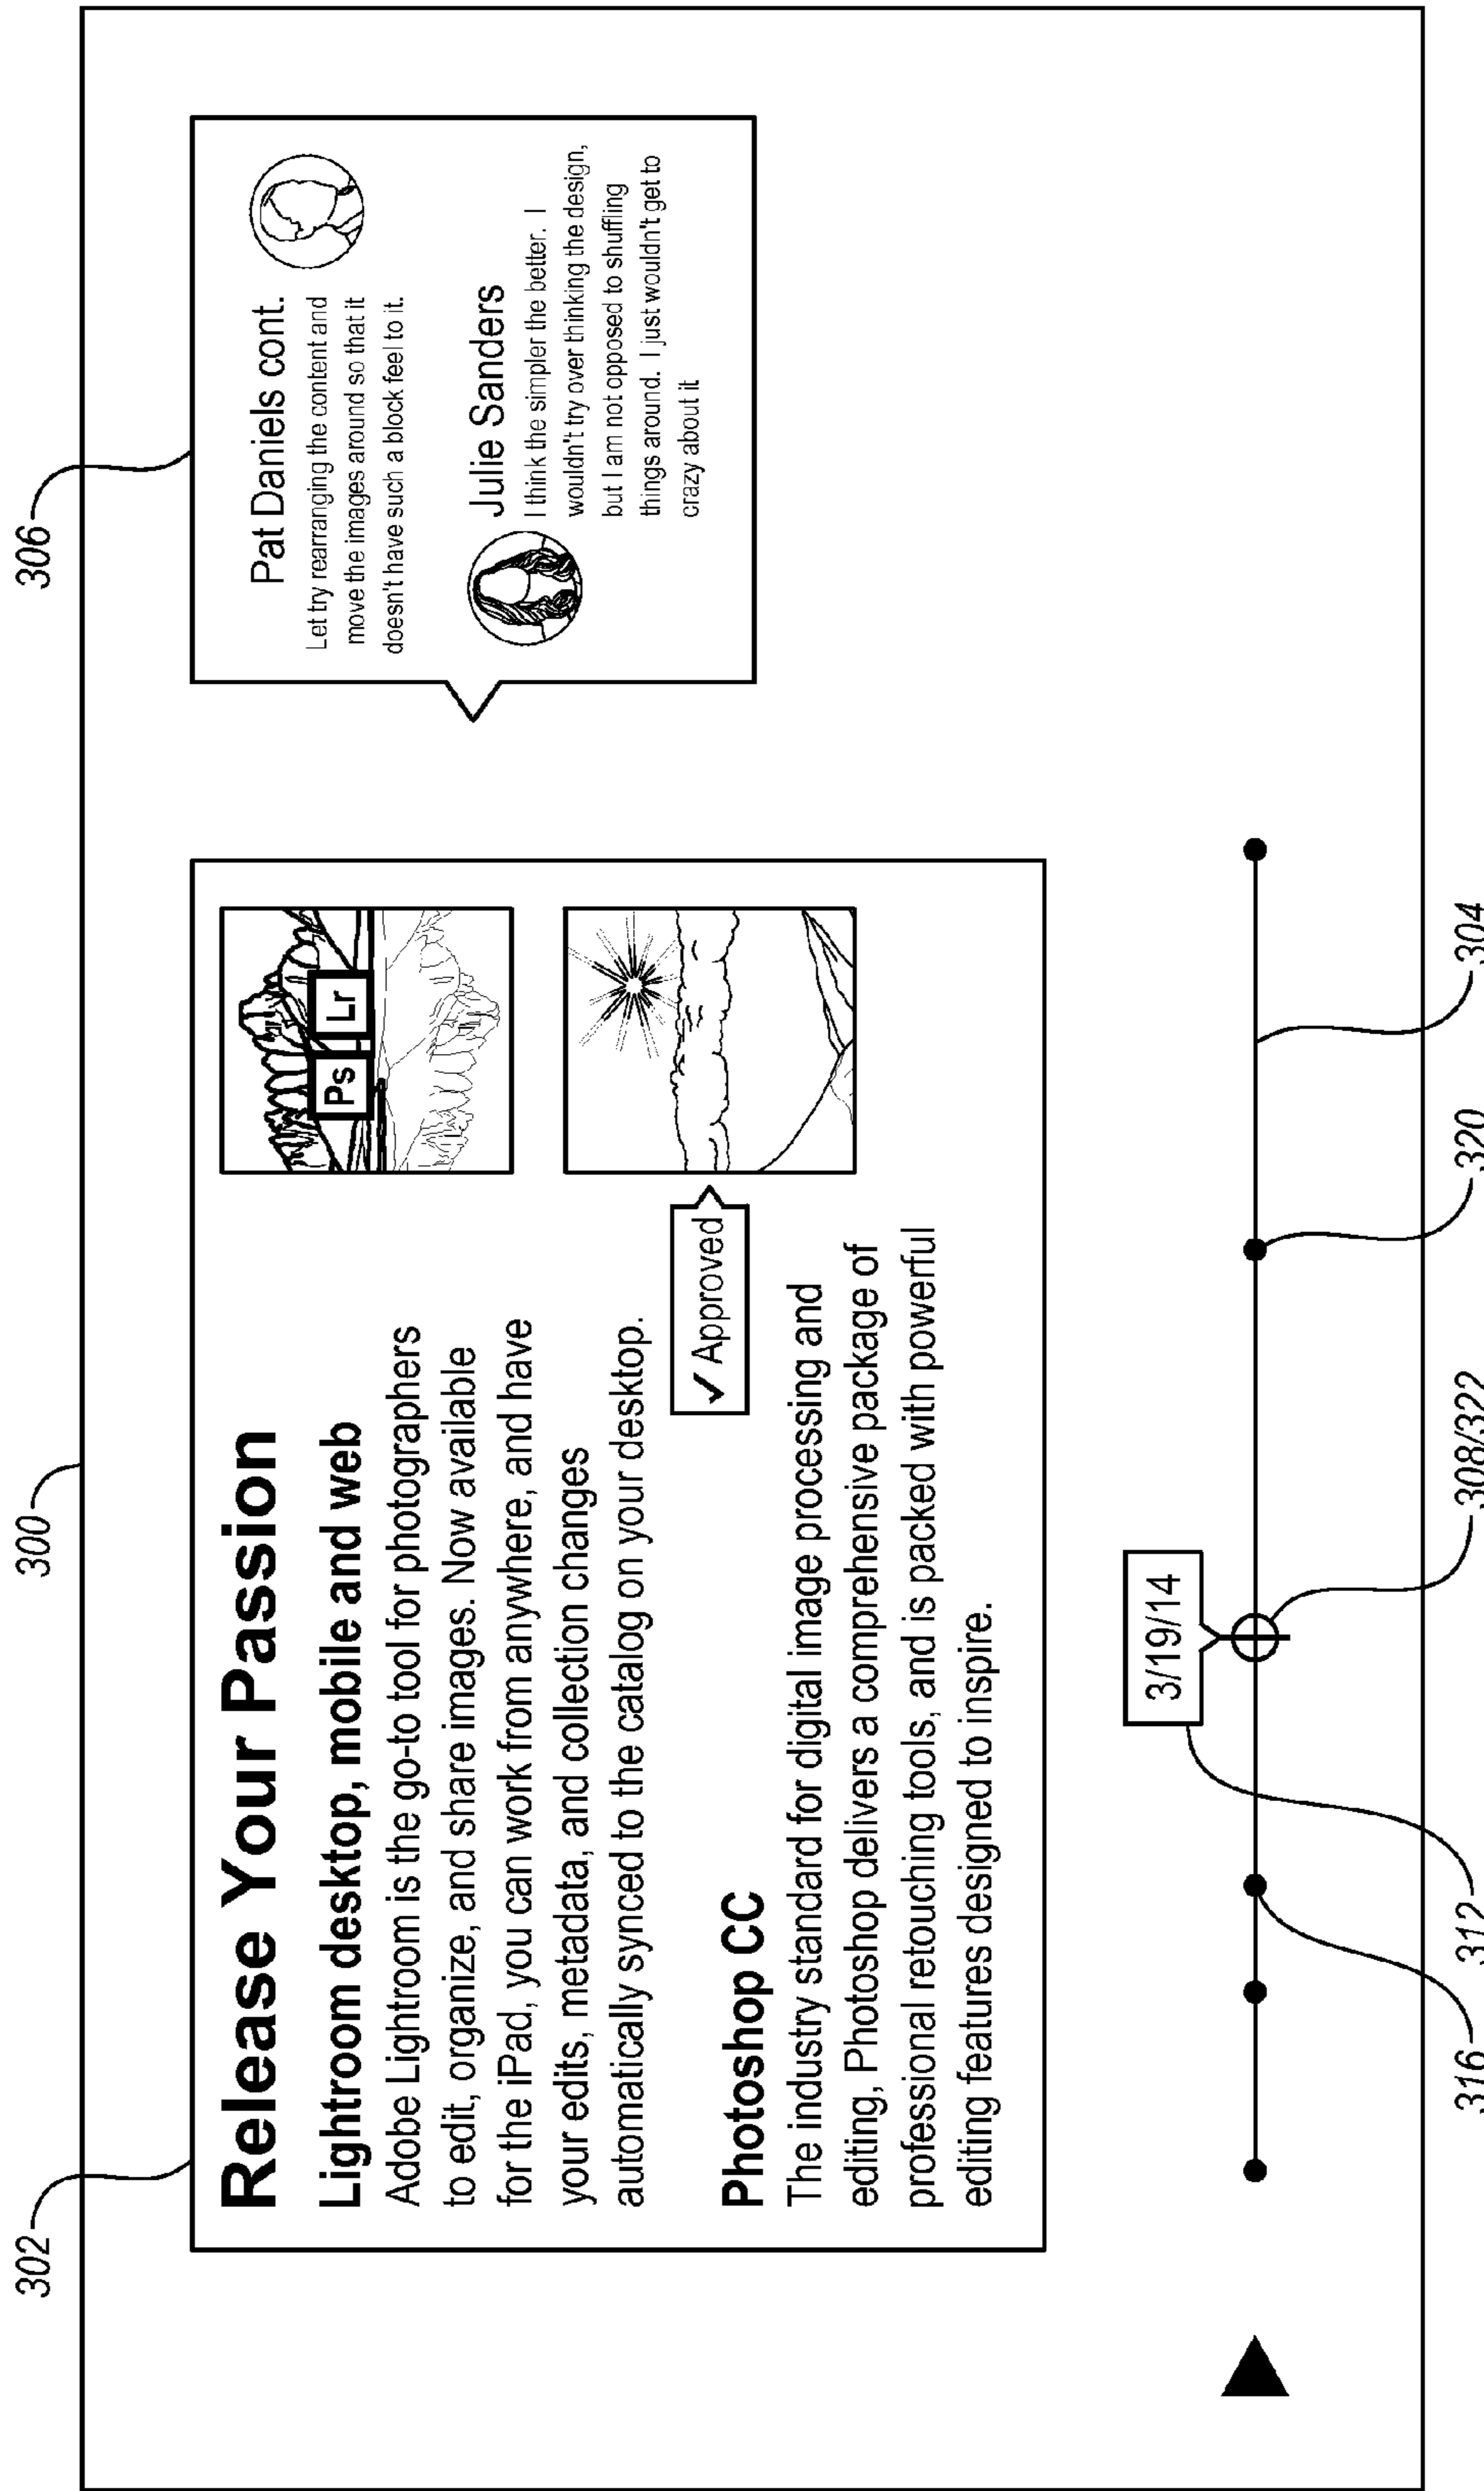 300
302
306
Release Your Passion
Lightroom desktop, mobile and web
Adobe Lightroom is the go-to tool for photographers
to edit, organize, and share images. Now available
for the iPad, you can work from anywhere, and have
your edits, metadata, and collection changes
automatically synced to the catalog on your desktop.
✓ Approved
Photoshop CC
The industry standard for digital image processing and
editing, Photoshop delivers a comprehensive package of
professional retouching tools, and is packed with powerful
editing features designed to inspire.
Ps
Lr
Pat Daniels cont.
Let try rearranging the content and
move the images around so that it
doesn't have such a block feel to it.
Julie Sanders
I think the simpler the better. I
wouldn't try over thinking the design,
but I am not opposed to shuffling
things around. I just wouldn't get to
crazy about it
3/19/14
316
312
308/322
320
304